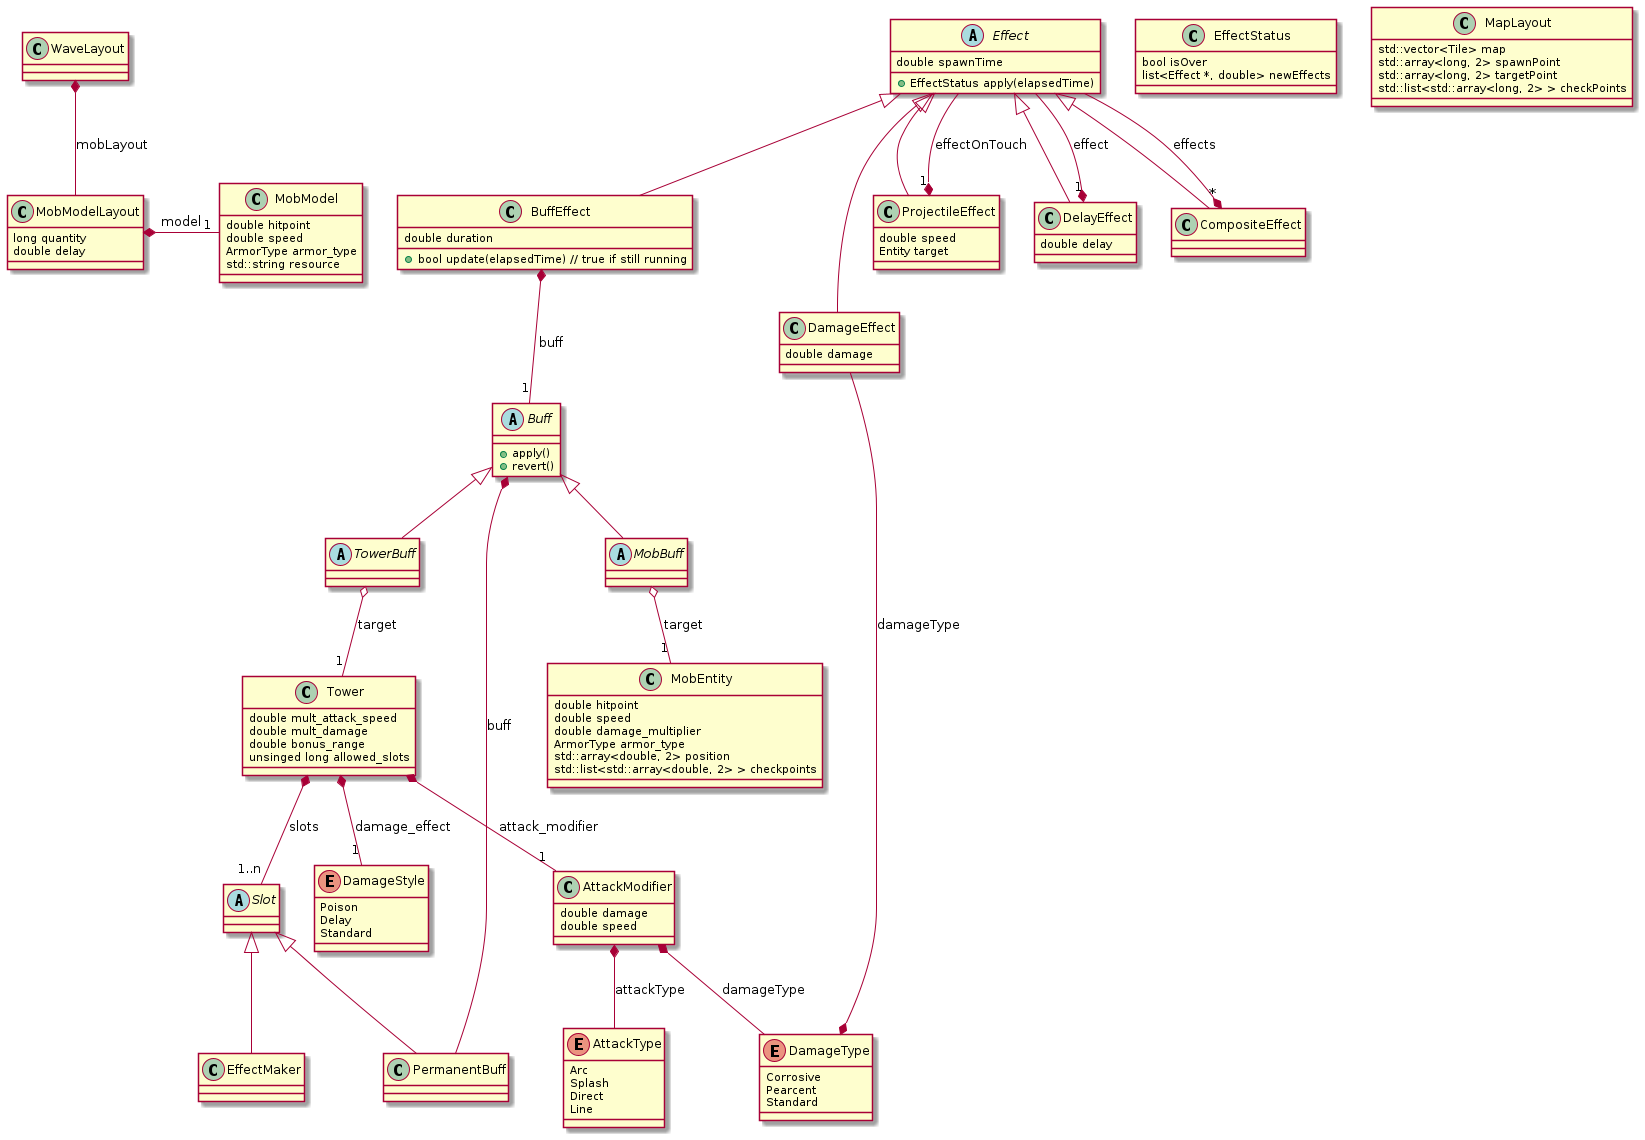 C WaveLayout
mobLayout
C MobModelLayout
long quantity
double delay
model
1
C MobModel
double hitpoint
double speed
ArmorType armor_type
std::string resource
A Effect
double spawnTime
EffectStatus apply(elapsedTime)
C EffectStatus
bool isOver
list<Effect *, double> newEffects
C MapLayout
std::vector<Tile> map
std::array<long, 2> spawnPoint
std::array<long, 2> targetPoint
std::list<std::array<long, 2> > checkPoints
effectOnTouch
1
effect
1
effects
*
C BuffEffect
double duration
bool update(elapsedTime) // true if still running
C ProjectileEffect
double speed
Entity target
C DelayEffect
double delay
C CompositeEffect
C DamageEffect
double damage
buff
1
A Buff
apply()
revert()
A TowerBuff
A MobBuff
target
1
target
1
damageType
C Tower
double mult_attack_speed
double mult_damage
double bonus_range
unsinged long allowed_slots
C MobEntity
double hitpoint
double speed
double damage_multiplier
ArmorType armor_type
std::array<double, 2> position
std::list<std::array<double, 2> > checkpoints
buff
slots
1..n
damage_effect
1
attack_modifier
1
A Slot
E DamageStyle
Poison
Delay
Standard
C AttackModifier
double damage
double speed
attackType
damageType
C EffectMaker
C PermanentBuff
E AttackType
Arc
Splash
Direct
Line
E DamageType
Corrosive
Pearcent
Standard